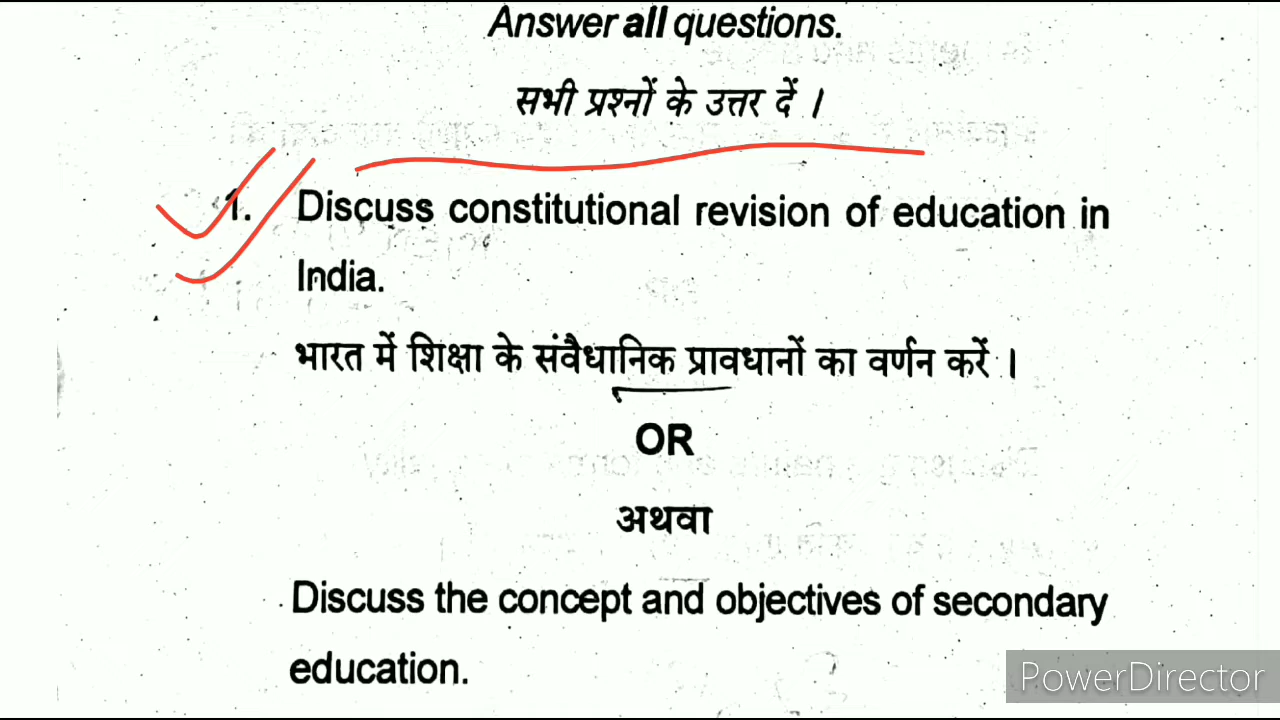 Answer all questions.
सभी प्रश्नों के उत्तर दें ।
1. Discuss constitutional revision of education in
India.
भारत में शिक्षा के संवैधानिक प्रावधानों का वर्णन करें ।
OR
अथवा
Discuss the concept and objectives of secondary
education.
PowerDirector